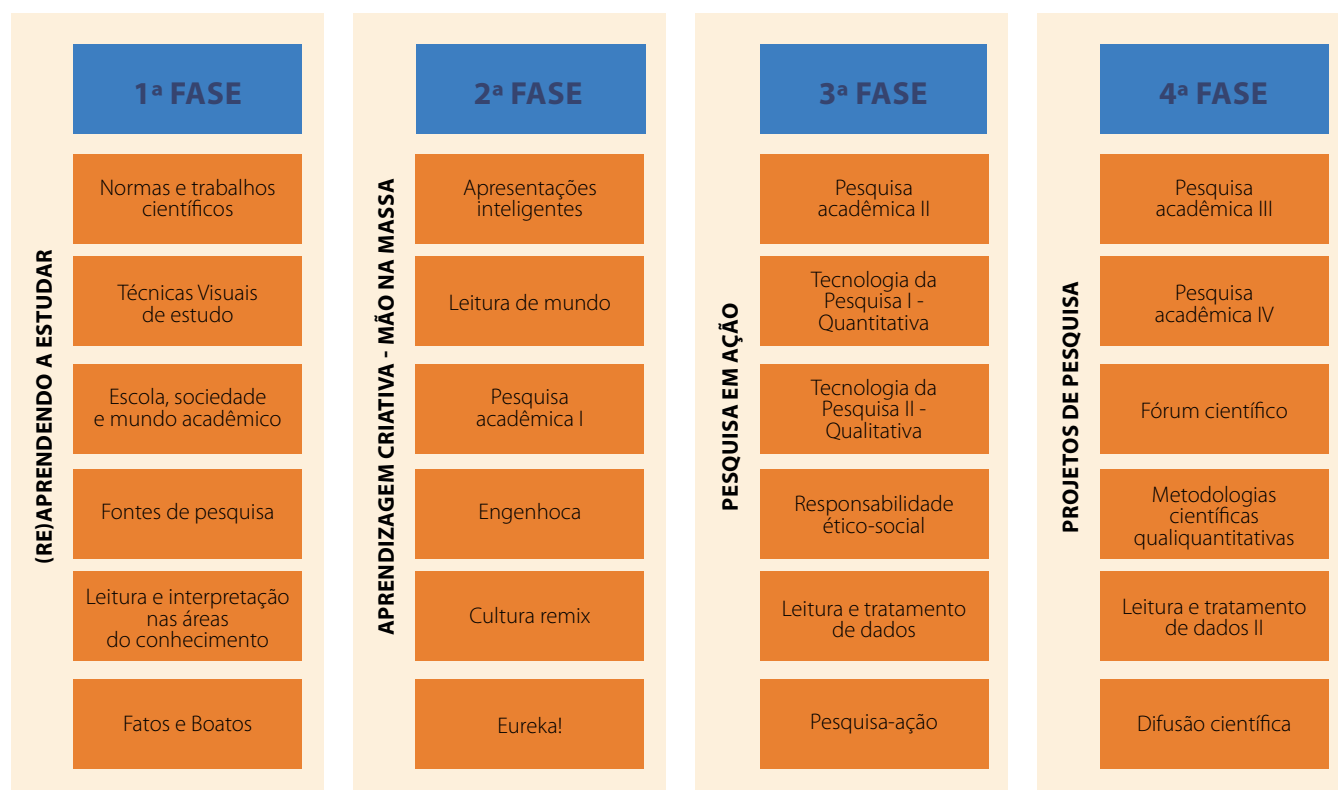 (RE)APRENDENDO A ESTUDAR
1ª FASE
Normas e trabalhos
científicos
Técnicas Visuais
de estudo
Escola, sociedade
e mundo acadêmico
Fontes de pesquisa
Leitura e interpretação
nas áreas
do conhecimento
Fatos e Boatos
APRENDIZAGEM CRIATIVA - MÃO NA MASSA
2ª FASE
Apresentações
inteligentes
Leitura de mundo
Pesquisa
acadêmica I
Engenhoca
Cultura remix
Eureka!
PESQUISA EM AÇÃO
3ª FASE
Pesquisa
acadêmica II
Tecnologia da
Pesquisa I -
Quantitativa
Tecnologia da
Pesquisa II -
Qualitativa
Responsabilidade
ético-social
Leitura e tratamento
de dados
Pesquisa-ação
PROJETOS DE PESQUISA
4ª FASE
Pesquisa
acadêmica III
Pesquisa
acadêmica IV
Fórum científico
Metodologias
científicas
qualiquantitativas
Leitura e tratamento
de dados II
Difusão científica